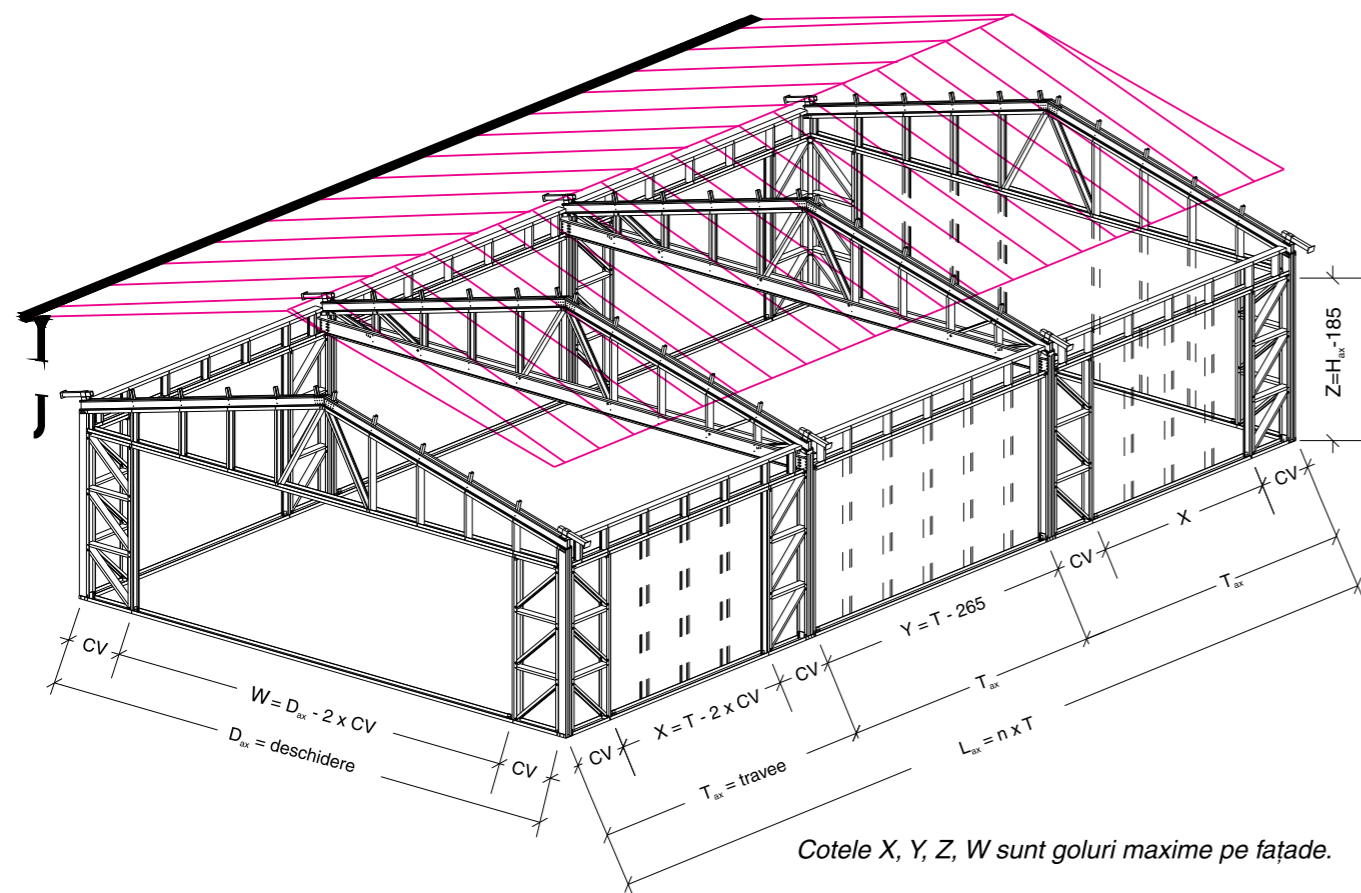 Z=Hax-185
CV
W = Dax - 2 x CV
CV
Dax = deschidere
CV
X = T - 2 x CV
CV
Y = T - 265
CV
X
CV
Tax = travee
Tax
Tax
Lax = n x T
Cotele X, Y, Z, W sunt goluri maxime pe fațade.